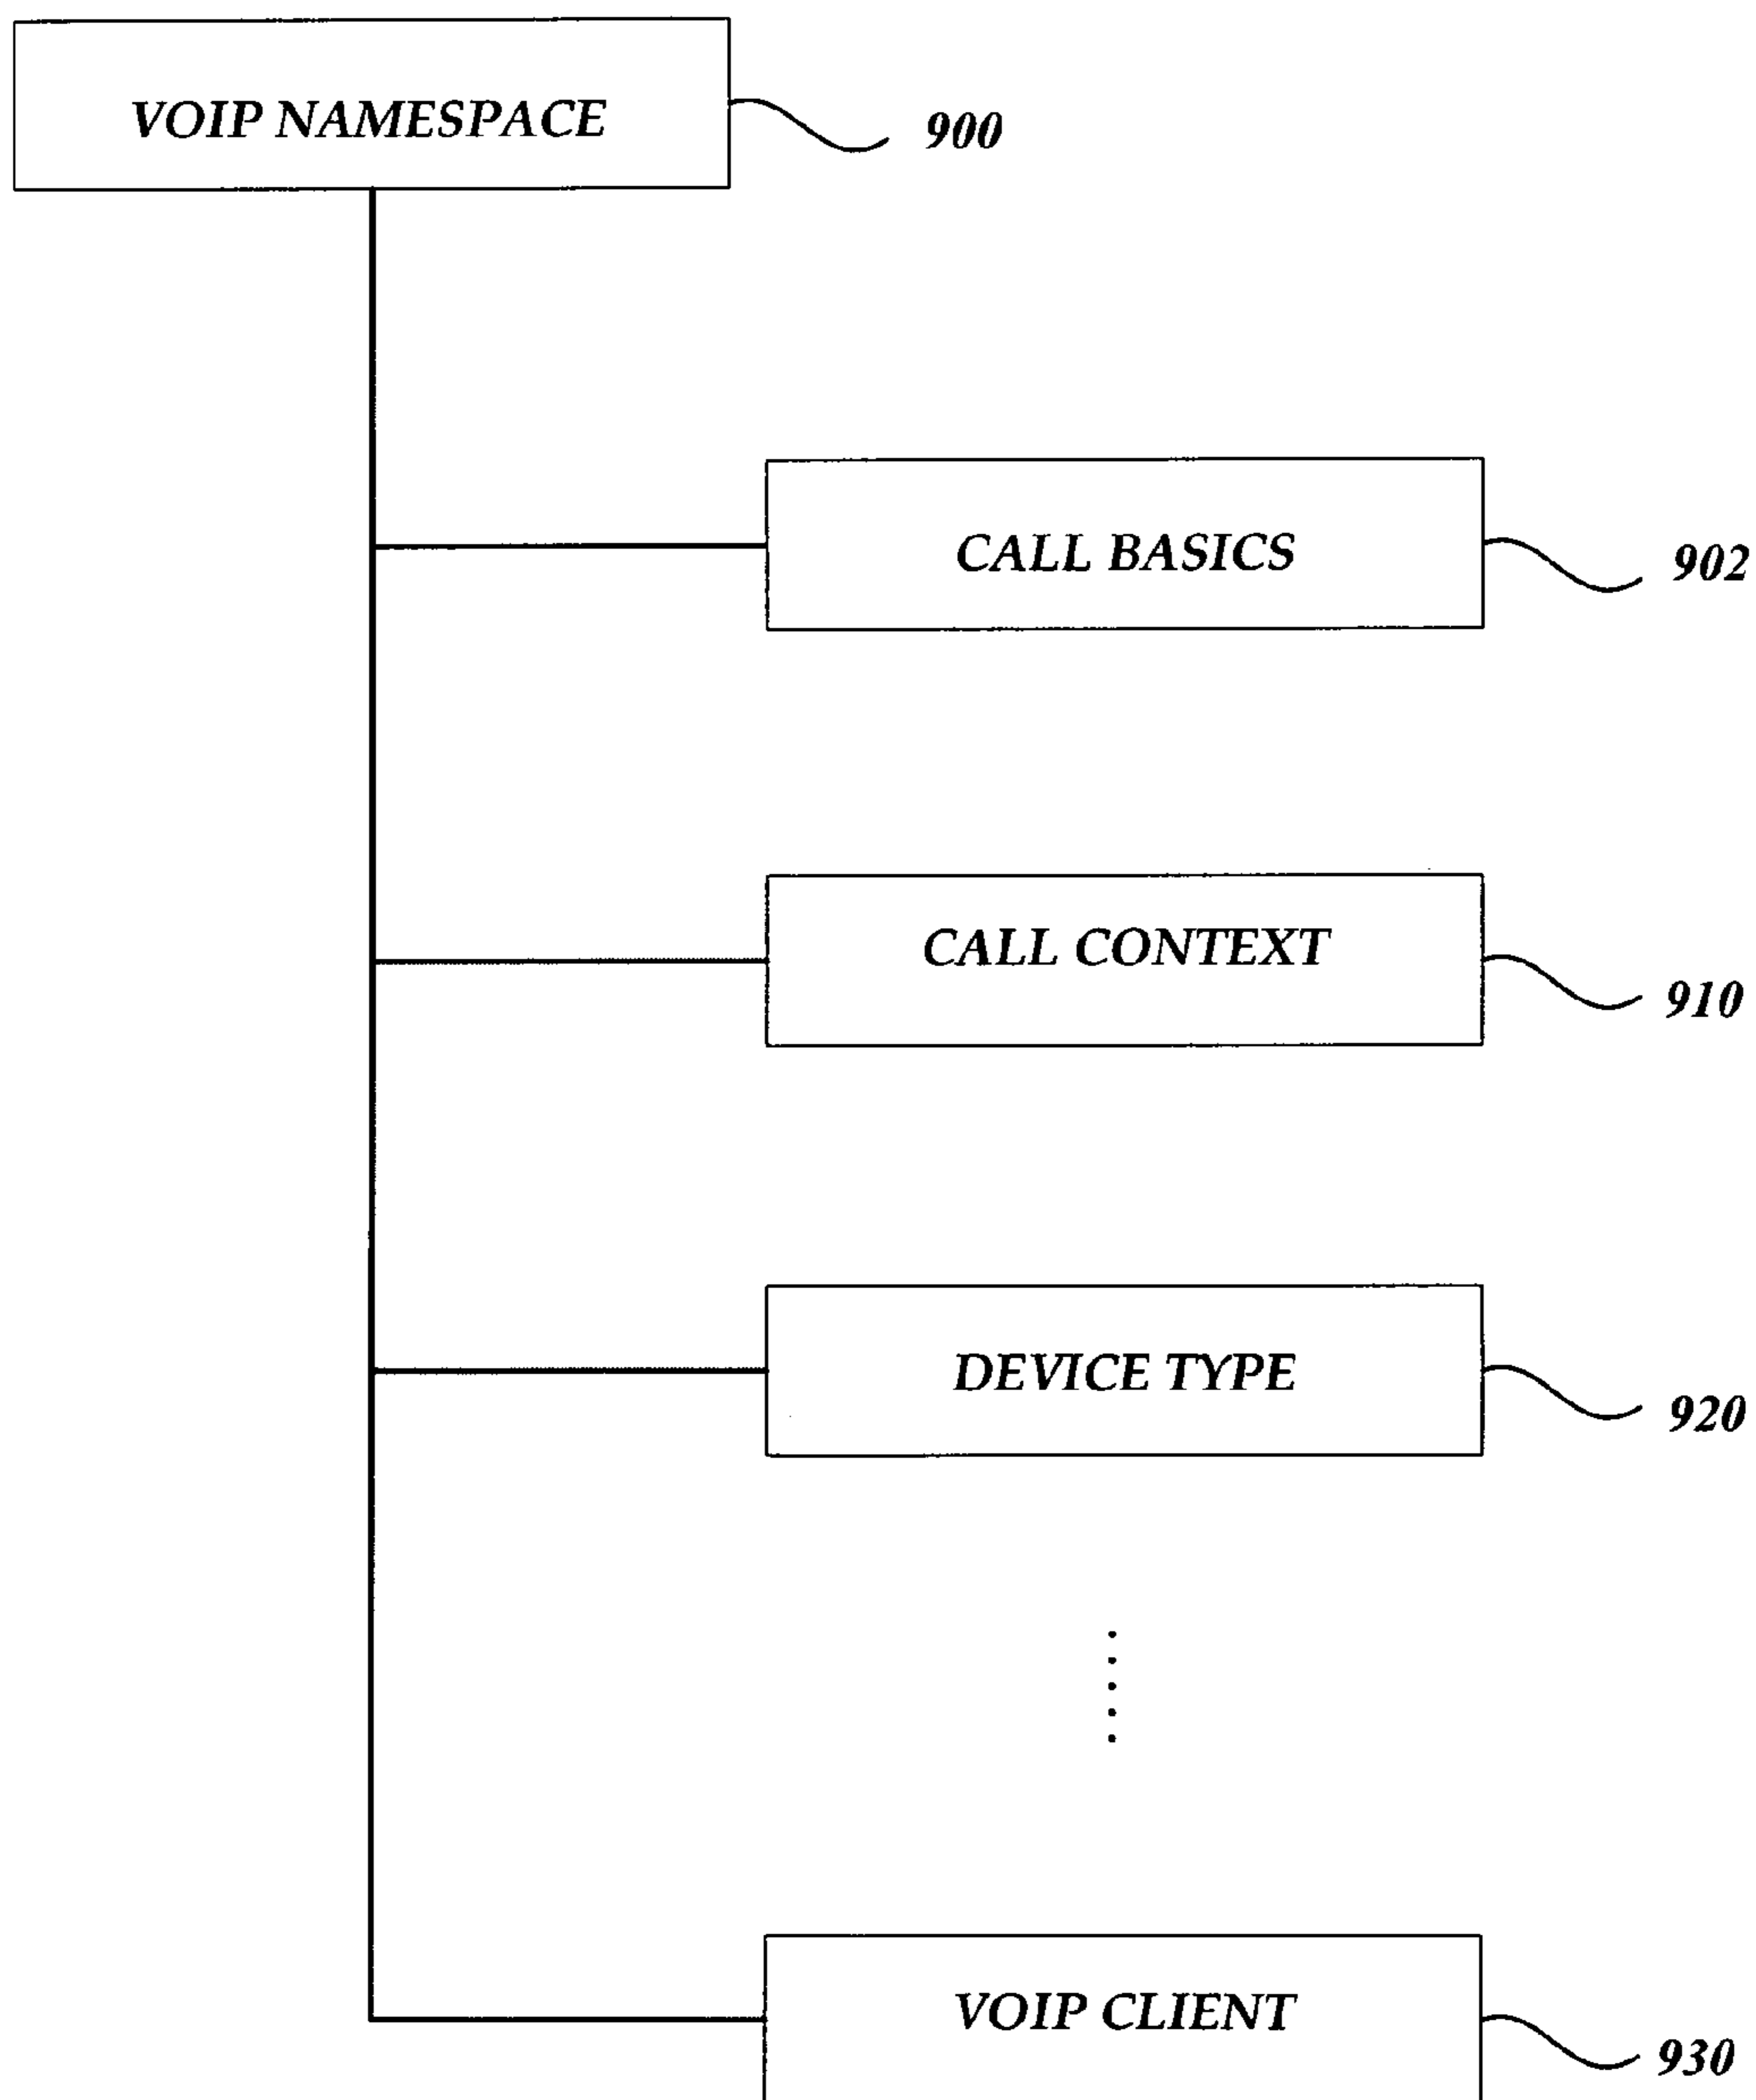 VOIP NAMESPACE
900
CALL BASICS
902
CALL CONTEXT
910
DEVICE TYPE
920
VOIP CLIENT
930